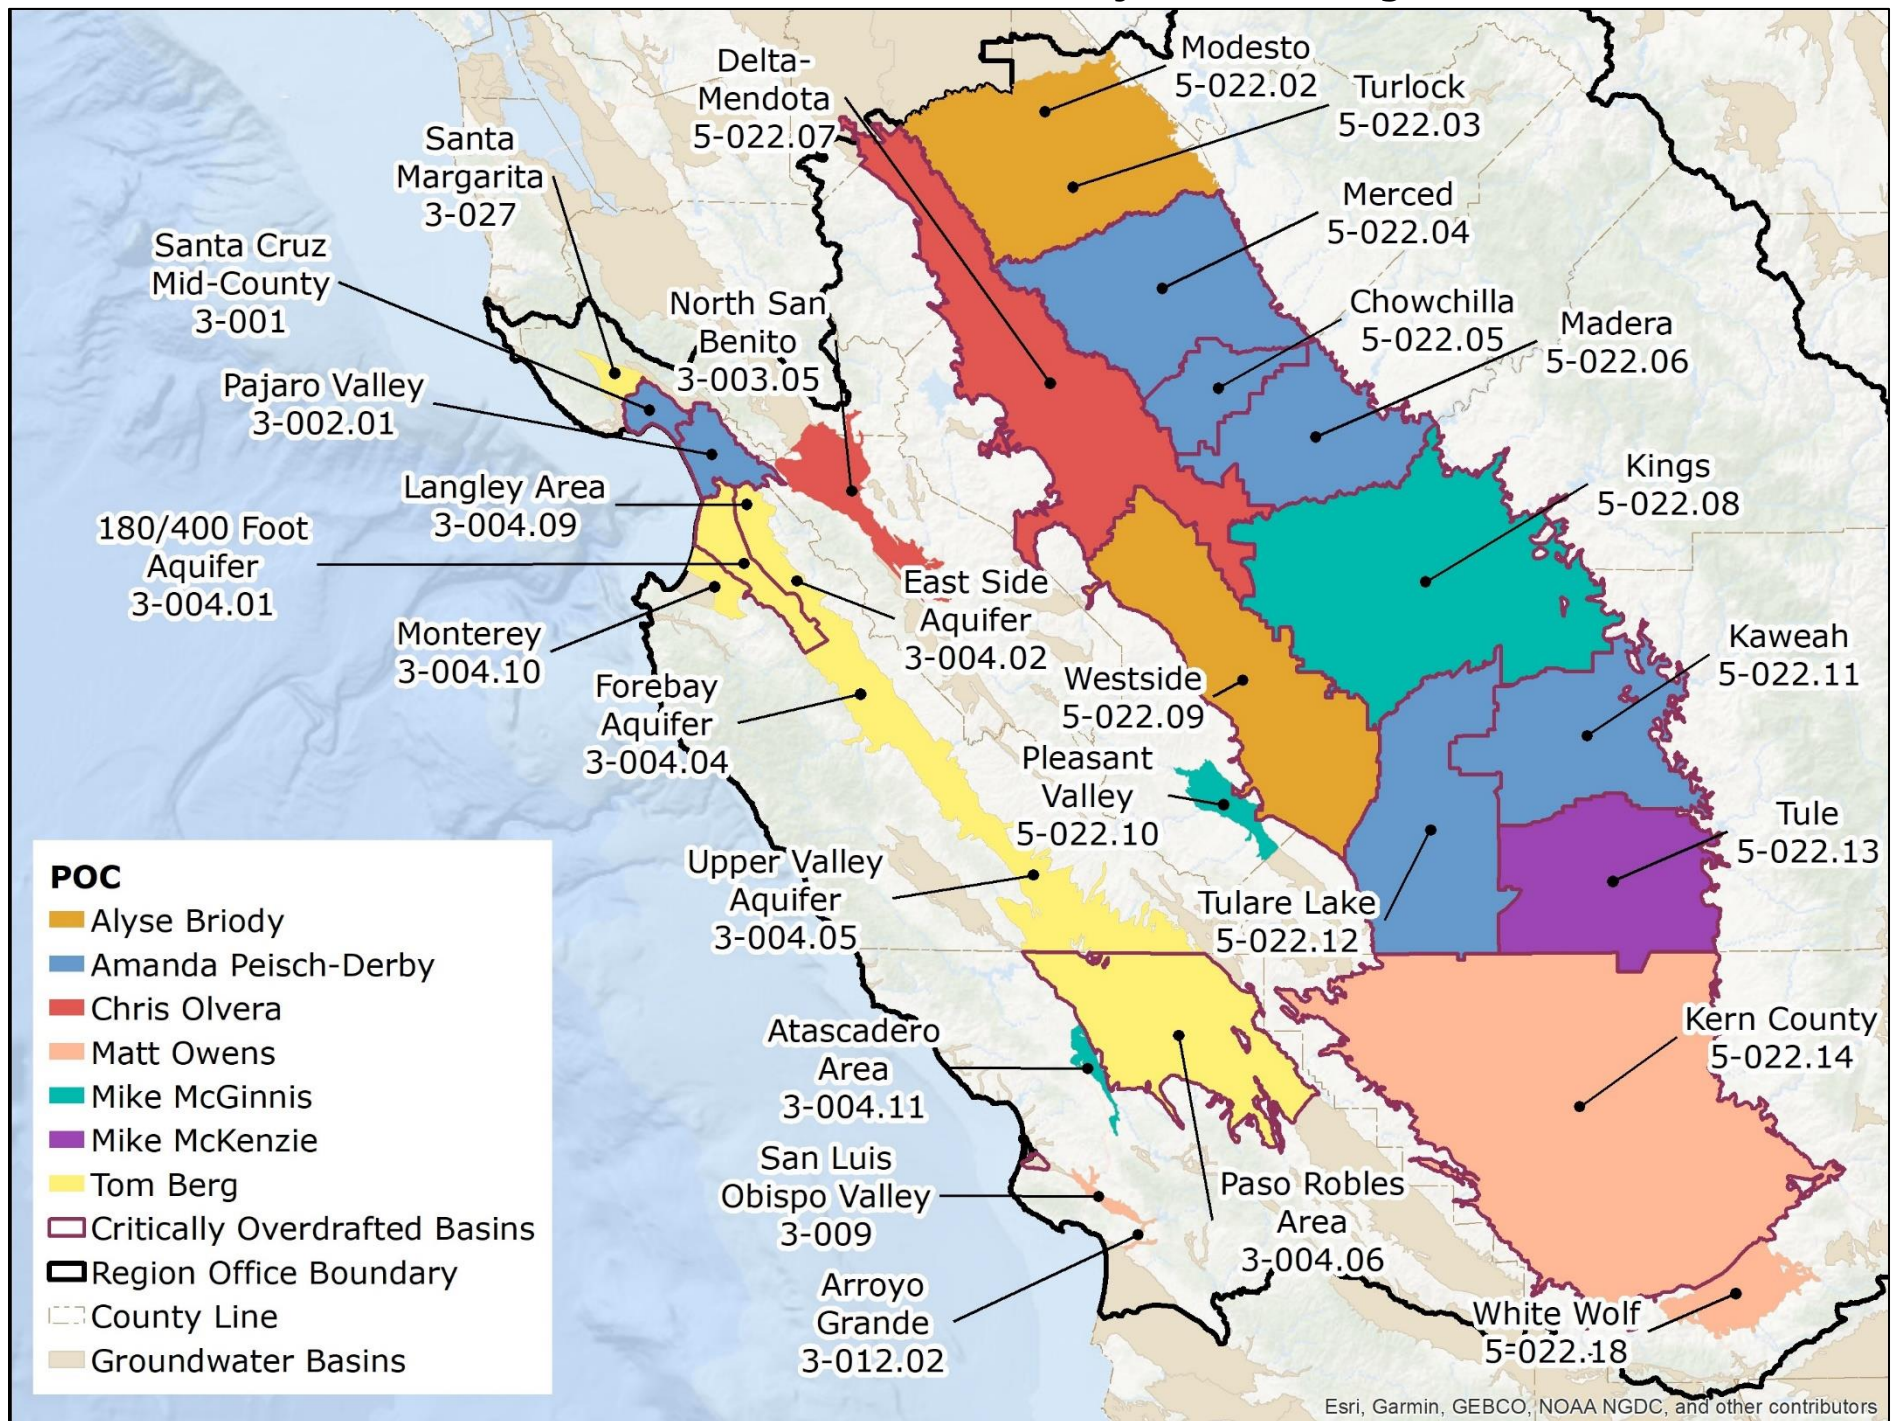 Delta-
Mendota
5-022.07
Modesto
5-022.02
Turlock
5-022.03
Santa
Margarita
3-027
Merced
5-022.04
Santa Cruz
Mid-County
3-001
North San
Benito
3-003.05
Chowchilla
5-022.05
Madera
5-022.06
Pajaro Valley
3-002.01
Kings
5-022.08
Langley Area
3-004.09
180/400 Foot
Aquifer
3-004.01
East Side
Aquifer
3-004.02
Monterey
3-004.10
Kaweah
5-022.11
Forebay
Aquifer
3-004.04
Westside
5-022.09
Pleasant
Valley
5-022.10
Tule
5-022.13
Upper Valley
Aquifer
3-004.05
Tulare Lake
5-022.12
Atascadero
Area
3-004.11
Kern County
5-022.14
San Luis
Obispo Valley
3-009
Paso Robles
Area
3-004.06
Arroyo
Grande
3-012.02
White Wolf
5-022.18
POC
Alyse Briody
Amanda Peisch-Derby
Chris Olvera
Matt Owens
Mike McGinnis
Mike McKenzie
Tom Berg
Critically Overdrafted Basins
Region Office Boundary
County Line
Groundwater Basins
Esri, Garmin, GEBCO, NOAA NGDC, and other contributors